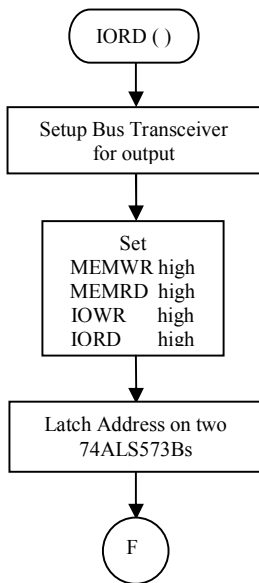 IORD ( )
Setup Bus Transceiver
for output
Set
MEMWR high
MEMRD high
IOWR high
IORD high
Latch Address on two
74ALS573Bs
F